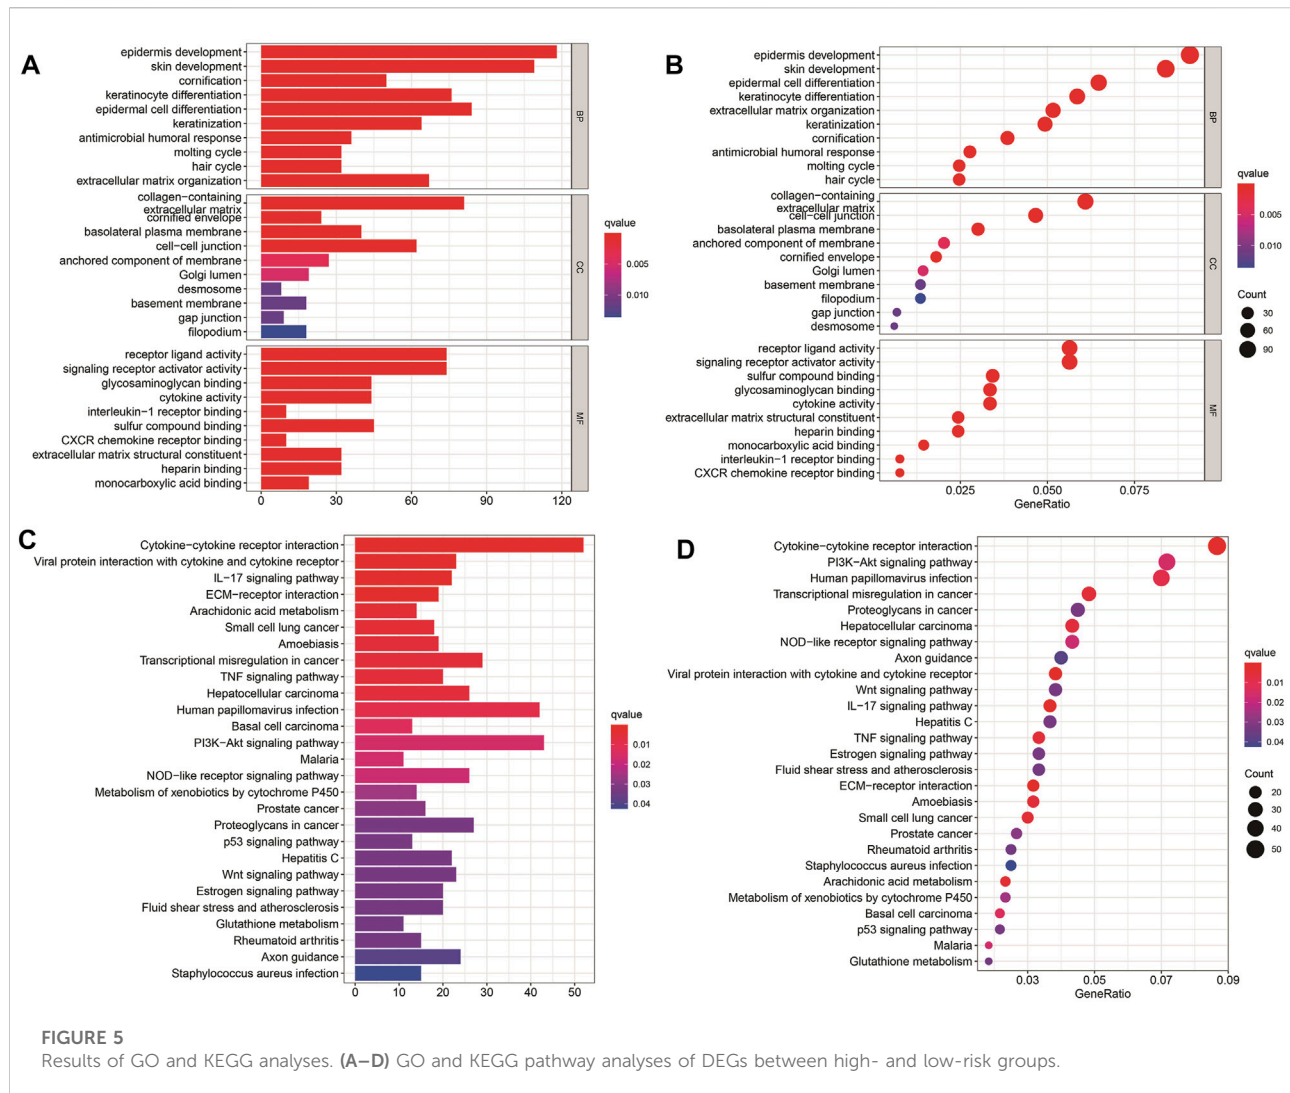 A
epidermis development
skin development
cornification
keratinocyte differentiation
epidermal cell differentiation
keratinization
antimicrobial humoral response
molting cycle
hair cycle
extracellular matrix organization
BP
collagen−containing
extracellular matrix
cornified envelope
basolateral plasma membrane
cell−cell junction
anchored component of membrane
Golgi lumen
desmosome
basement membrane
gap junction
filopodium
CC
receptor ligand activity
signaling receptor activator activity
glycosaminoglycan binding
cytokine activity
interleukin−1 receptor binding
sulfur compound binding
CXCR chemokine receptor binding
extracellular matrix structural constituent
heparin binding
monocarboxylic acid binding
MF
0 30 60 90 120
qvalue
0.005
0.010
B
epidermis development
skin development
epidermal cell differentiation
keratinocyte differentiation
extracellular matrix organization
keratinization
cornification
antimicrobial humoral response
molting cycle
hair cycle
BP
collagen−containing
extracellular matrix
cell−cell junction
basolateral plasma membrane
anchored component of membrane
cornified envelope
Golgi lumen
basement membrane
filopodium
gap junction
desmosome
CC
receptor ligand activity
signaling receptor activator activity
sulfur compound binding
glycosaminoglycan binding
cytokine activity
extracellular matrix structural constituent
heparin binding
monocarboxylic acid binding
interleukin−1 receptor binding
CXCR chemokine receptor binding
MF
0.025 0.050 0.075
GeneRatio
qvalue
0.005
0.010
Count
30
60
90
C
Cytokine−cytokine receptor interaction
Viral protein interaction with cytokine and cytokine receptor
IL−17 signaling pathway
ECM−receptor interaction
Arachidonic acid metabolism
Small cell lung cancer
Amoebiasis
Transcriptional misregulation in cancer
TNF signaling pathway
Hepatocellular carcinoma
Human papillomavirus infection
Basal cell carcinoma
PI3K−Akt signaling pathway
Malaria
NOD−like receptor signaling pathway
Metabolism of xenobiotics by cytochrome P450
Prostate cancer
Proteoglycans in cancer
p53 signaling pathway
Hepatitis C
Wnt signaling pathway
Estrogen signaling pathway
Fluid shear stress and atherosclerosis
Glutathione metabolism
Rheumatoid arthritis
Axon guidance
Staphylococcus aureus infection
0 10 20 30 40 50
qvalue
0.01
0.02
0.03
0.04
D
Cytokine−cytokine receptor interaction
PI3K−Akt signaling pathway
Human papillomavirus infection
Transcriptional misregulation in cancer
Proteoglycans in cancer
Hepatocellular carcinoma
NOD−like receptor signaling pathway
Axon guidance
Viral protein interaction with cytokine and cytokine receptor
Wnt signaling pathway
IL−17 signaling pathway
Hepatitis C
TNF signaling pathway
Estrogen signaling pathway
Fluid shear stress and atherosclerosis
ECM−receptor interaction
Amoebiasis
Small cell lung cancer
Prostate cancer
Rheumatoid arthritis
Staphylococcus aureus infection
Arachidonic acid metabolism
Metabolism of xenobiotics by cytochrome P450
Basal cell carcinoma
p53 signaling pathway
Malaria
Glutathione metabolism
0.03 0.05 0.07 0.09
GeneRatio
qvalue
0.01
0.02
0.03
0.04
Count
20
30
40
50
FIGURE 5
Results of GO and KEGG analyses. (A–D) GO and KEGG pathway analyses of DEGs between high- and low-risk groups.